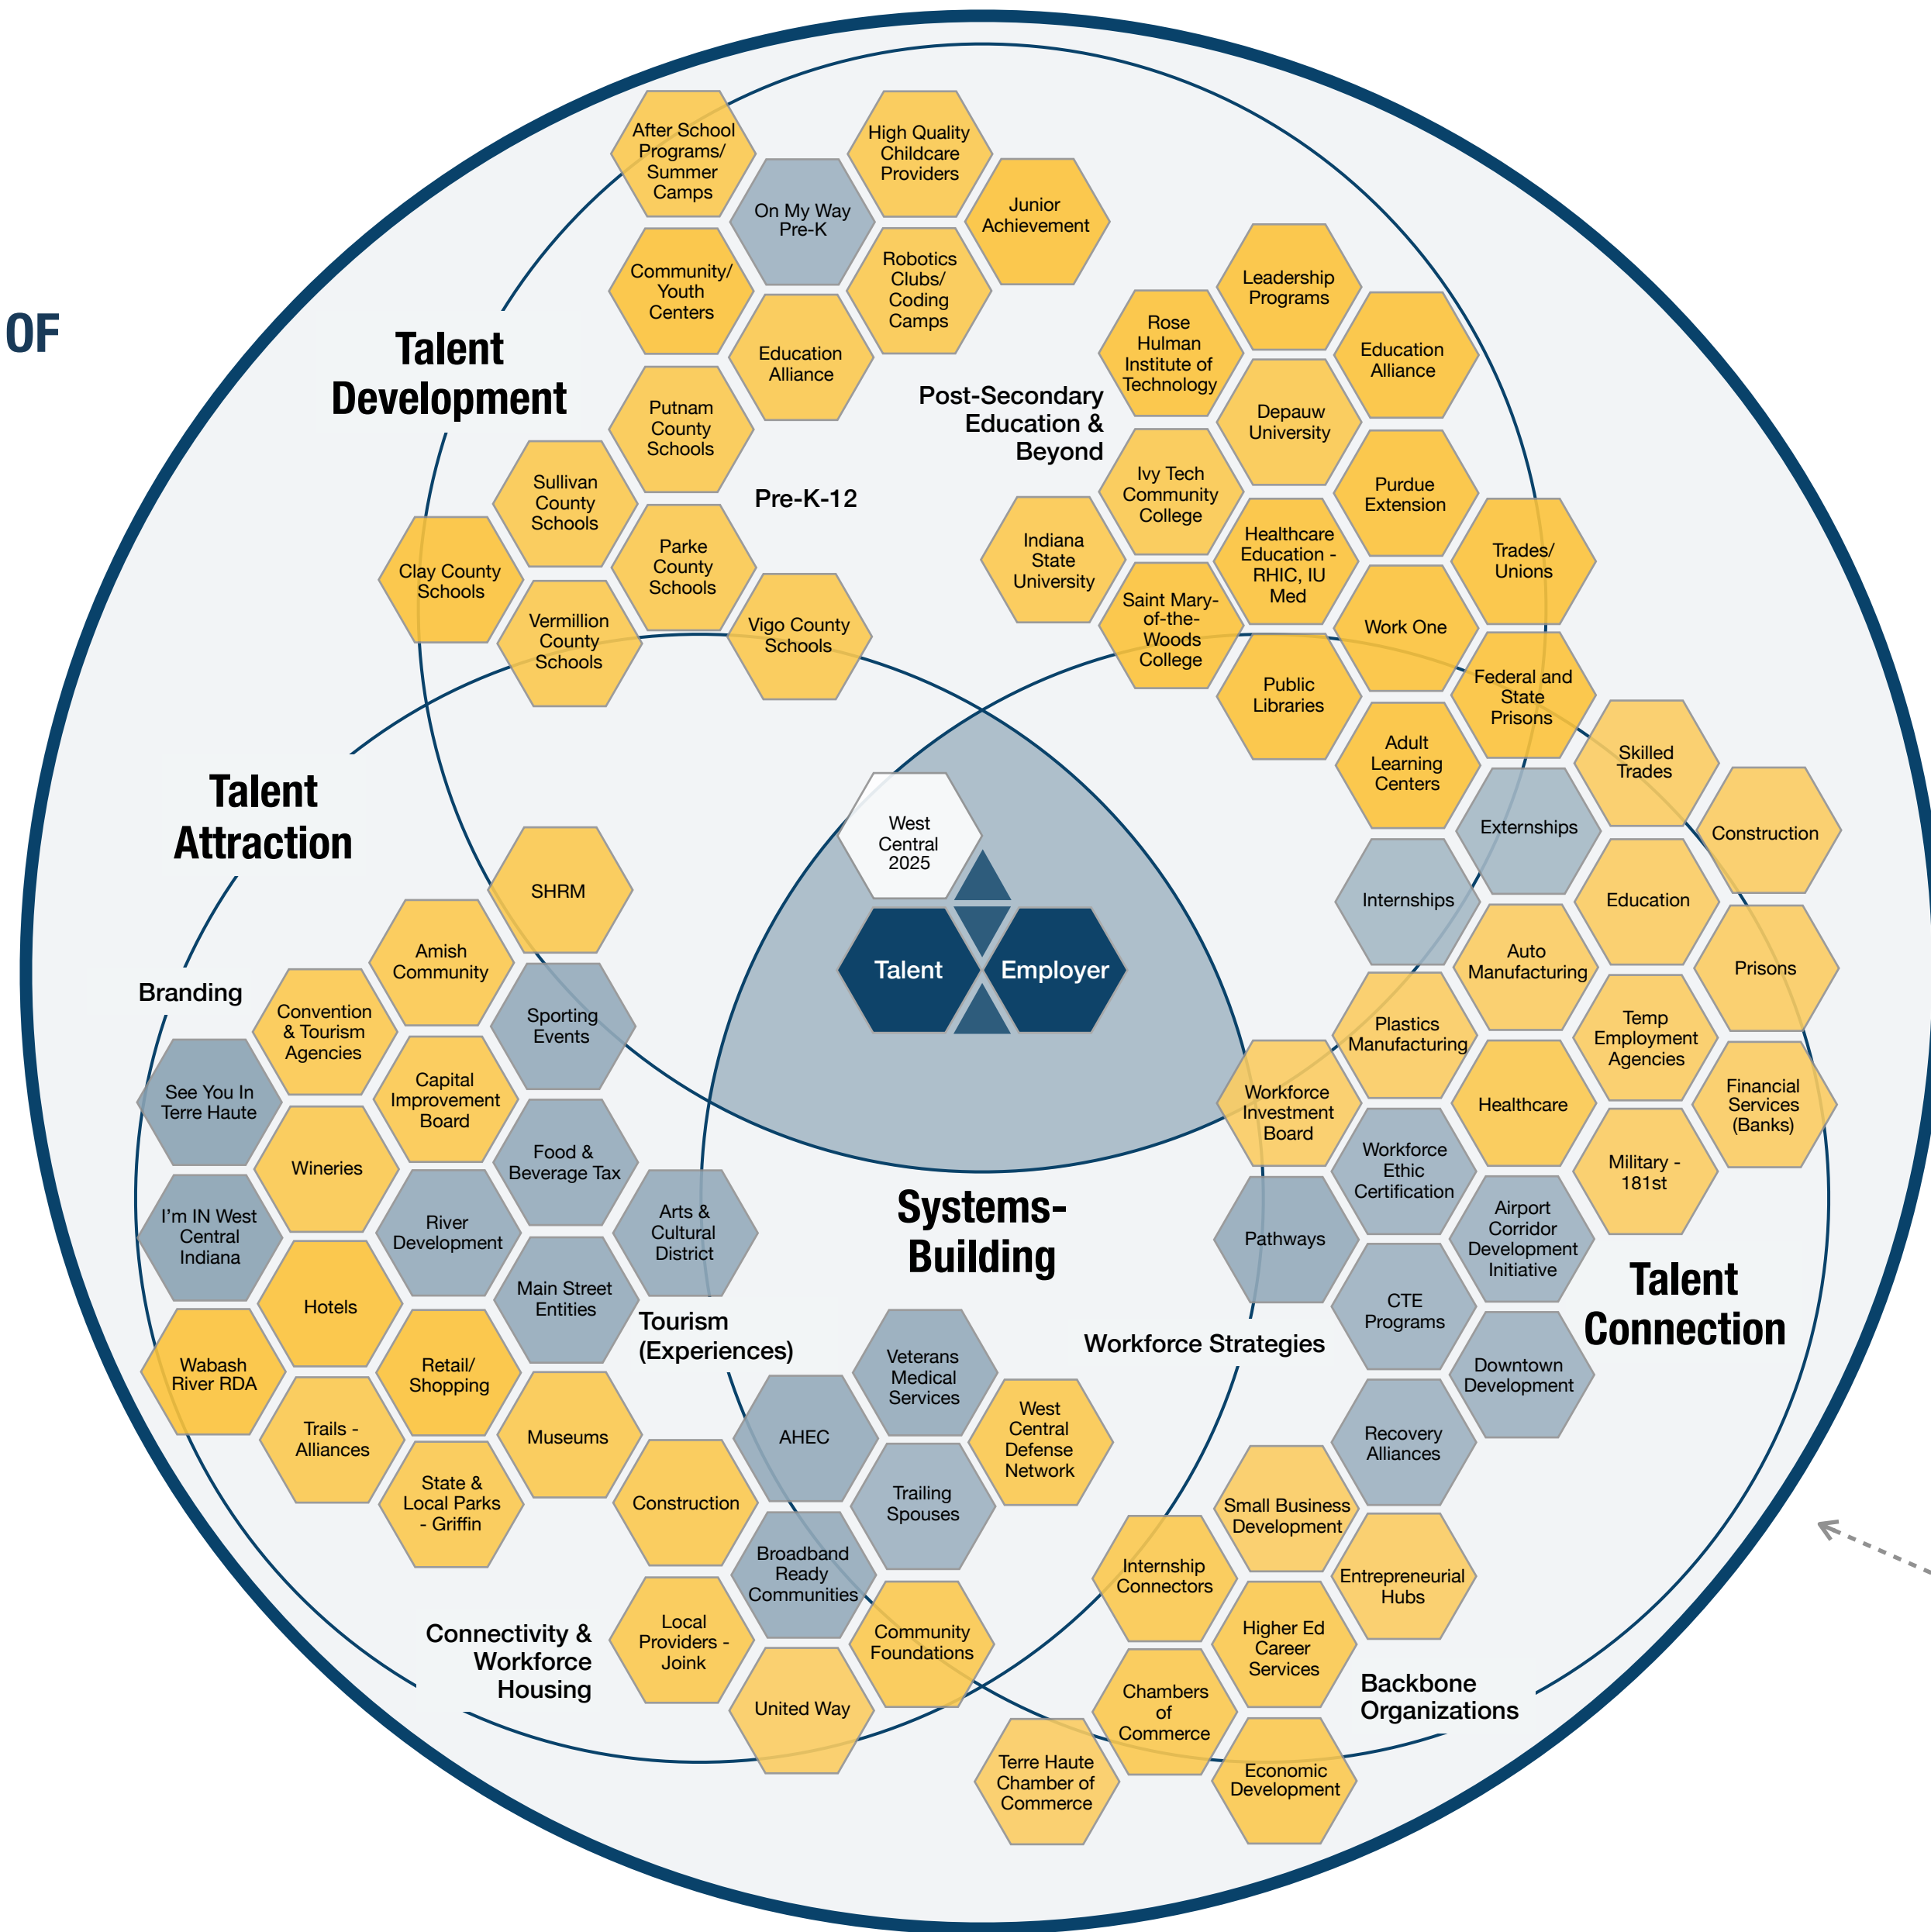 OF
Talent
Development
After School
Programs/
Summer
Camps
On My Way
Pre-K
High Quality
Childcare
Providers
Junior
Achievement
Community/
Youth
Centers
Robotics
Clubs/
Coding
Camps
Education
Alliance
Putnam
County
Schools
Sullivan
County
Schools
Pre-K-12
Clay County
Schools
Parke
County
Schools
Vermillion
County
Schools
Vigo County
Schools
Post-Secondary
Education &
Beyond
Leadership
Programs
Rose
Hulman
Institute of
Technology
Education
Alliance
Depauw
University
Ivy Tech
Community
College
Purdue
Extension
Indiana
State
University
Healthcare
Education -
RHIC, IU
Med
Trades/
Unions
Saint Mary-
of-the-
Woods
College
Work One
Public
Libraries
Federal and
State
Prisons
Adult
Learning
Centers
Talent
Attraction
SHRM
Amish
Community
Branding
Convention
& Tourism
Agencies
Sporting
Events
See You In
Terre Haute
Capital
Improvement
Board
Wineries
Food &
Beverage Tax
I'm IN West
Central
Indiana
River
Development
Arts &
Cultural
District
Hotels
Main Street
Entities
Tourism
(Experiences)
Wabash
River RDA
Retail/
Shopping
Trails -
Alliances
Museums
State &
Local Parks
- Griffin
West
Central
2025
Talent
Employer
Systems-
Building
Skilled
Trades
Externships
Construction
Internships
Education
Auto
Manufacturing
Prisons
Plastics
Manufacturing
Temp
Employment
Agencies
Workforce
Investment
Board
Healthcare
Financial
Services
(Banks)
Workforce
Ethic
Certification
Military -
181st
Pathways
Airport
Corridor
Development
Initiative
Talent
Connection
CTE
Programs
Workforce Strategies
Downtown
Development
Recovery
Alliances
Veterans
Medical
Services
AHEC
West
Central
Defense
Network
Construction
Trailing
Spouses
Broadband
Ready
Communities
Connectivity &
Workforce
Housing
Local
Providers -
Joink
Community
Foundations
United Way
Small Business
Development
Internship
Connectors
Entrepreneurial
Hubs
Higher Ed
Career
Services
Backbone
Organizations
Chambers
of
Commerce
Terre Haute
Chamber of
Commerce
Economic
Development